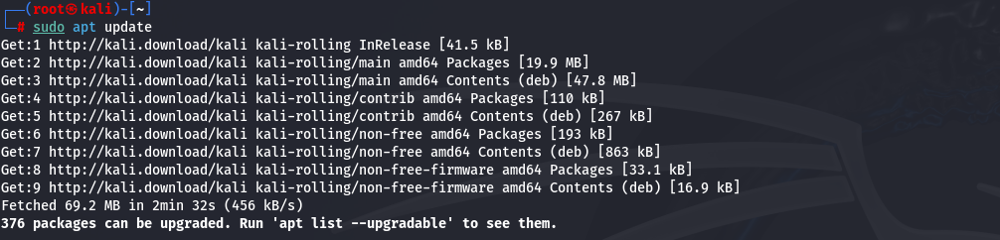 ┌──(root㉿kali)-[~]
└─# sudo apt update
Get:1 http://kali.download/kali kali-rolling InRelease [41.5 kB]
Get:2 http://kali.download/kali kali-rolling/main amd64 Packages [19.9 MB]
Get:3 http://kali.download/kali kali-rolling/main amd64 Contents (deb) [47.8 MB]
Get:4 http://kali.download/kali kali-rolling/contrib amd64 Packages [110 kB]
Get:5 http://kali.download/kali kali-rolling/contrib amd64 Contents (deb) [267 kB]
Get:6 http://kali.download/kali kali-rolling/non-free amd64 Packages [193 kB]
Get:7 http://kali.download/kali kali-rolling/non-free amd64 Contents (deb) [863 kB]
Get:8 http://kali.download/kali kali-rolling/non-free-firmware amd64 Packages [33.1 kB]
Get:9 http://kali.download/kali kali-rolling/non-free-firmware amd64 Contents (deb) [16.9 kB]
Fetched 69.2 MB in 2min 32s (456 kB/s)
376 packages can be upgraded. Run 'apt list --upgradable' to see them.